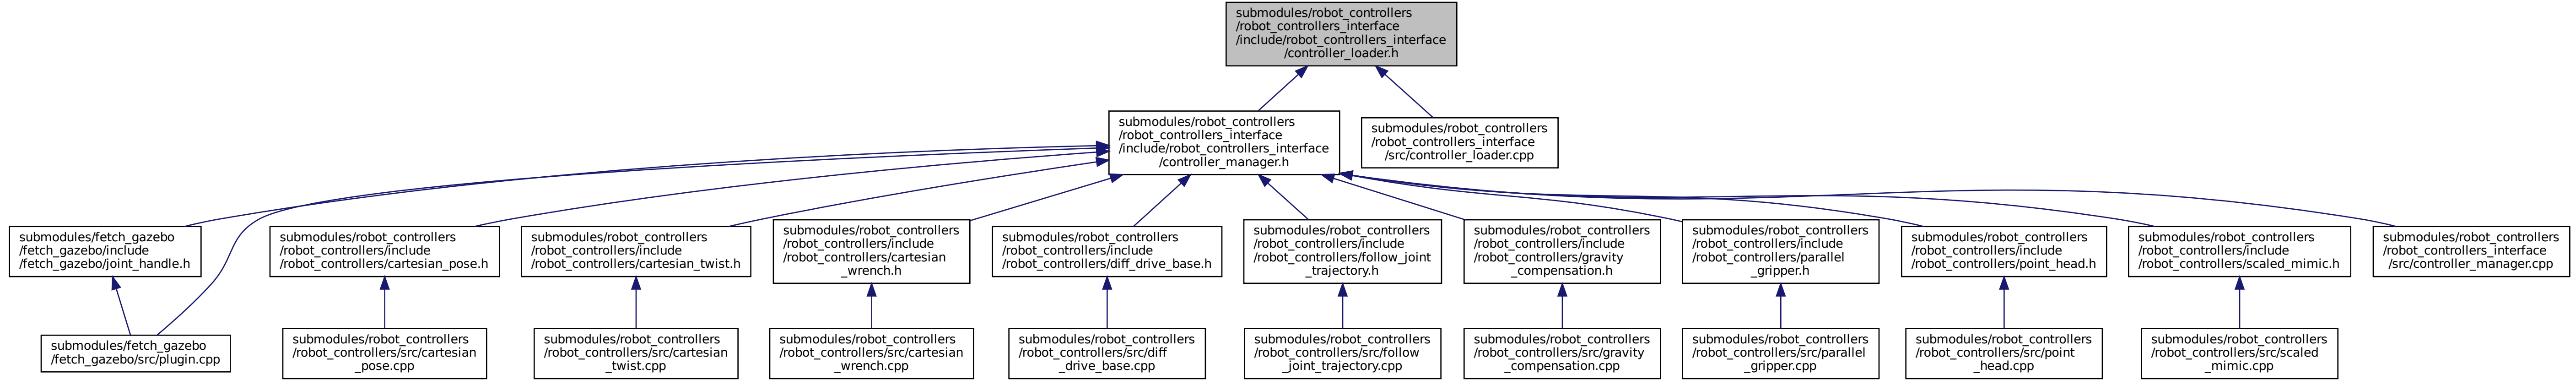 submodules/robot_controllers
/robot_controllers_interface
/include/robot_controllers_interface
/controller_loader.h
submodules/robot_controllers
/robot_controllers_interface
/include/robot_controllers_interface
/controller_manager.h
submodules/robot_controllers
/robot_controllers_interface
/src/controller_loader.cpp
submodules/fetch_gazebo
/fetch_gazebo/include
/fetch_gazebo/joint_handle.h
submodules/robot_controllers
/robot_controllers/include
/robot_controllers/cartesian_pose.h
submodules/robot_controllers
/robot_controllers/include
/robot_controllers/cartesian_twist.h
submodules/robot_controllers
/robot_controllers/include
/robot_controllers/cartesian
_wrench.h
submodules/robot_controllers
/robot_controllers/include
/robot_controllers/diff_drive_base.h
submodules/robot_controllers
/robot_controllers/include
/robot_controllers/follow_joint
_trajectory.h
submodules/robot_controllers
/robot_controllers/include
/robot_controllers/gravity
_compensation.h
submodules/robot_controllers
/robot_controllers/include
/robot_controllers/parallel
_gripper.h
submodules/robot_controllers
/robot_controllers/include
/robot_controllers/point_head.h
submodules/robot_controllers
/robot_controllers/include
/robot_controllers/scaled_mimic.h
submodules/robot_controllers
/robot_controllers_interface
/src/controller_manager.cpp
submodules/fetch_gazebo
/fetch_gazebo/src/plugin.cpp
submodules/robot_controllers
/robot_controllers/src/cartesian
_pose.cpp
submodules/robot_controllers
/robot_controllers/src/cartesian
_twist.cpp
submodules/robot_controllers
/robot_controllers/src/cartesian
_wrench.cpp
submodules/robot_controllers
/robot_controllers/src/diff
_drive_base.cpp
submodules/robot_controllers
/robot_controllers/src/follow
_joint_trajectory.cpp
submodules/robot_controllers
/robot_controllers/src/gravity
_compensation.cpp
submodules/robot_controllers
/robot_controllers/src/parallel
_gripper.cpp
submodules/robot_controllers
/robot_controllers/src/point
_head.cpp
submodules/robot_controllers
/robot_controllers/src/scaled
_mimic.cpp